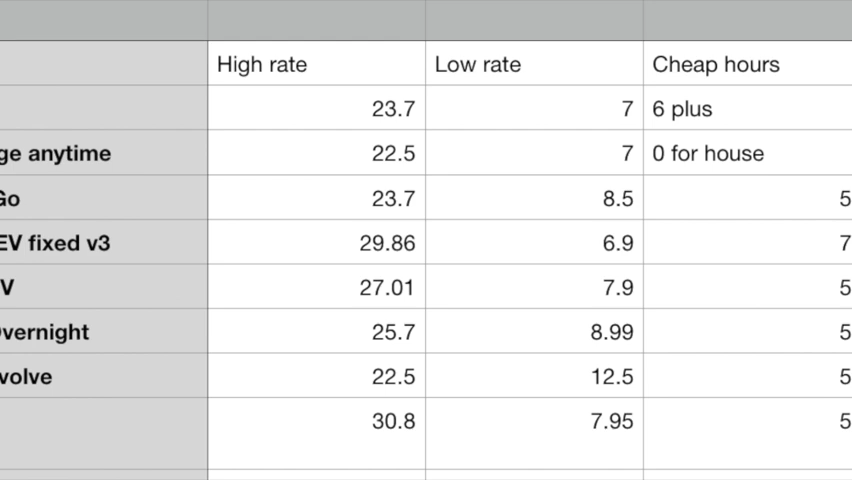 High rate Low rate Cheap hours
23.7 7 6 plus
ge anytime 22.5 7 0 for house
Go 23.7 8.5 5
EV fixed v3 29.86 6.9 7
V 27.01 7.9 5
Overnight 25.7 8.99 5
volve 22.5 12.5 5
30.8 7.95 5